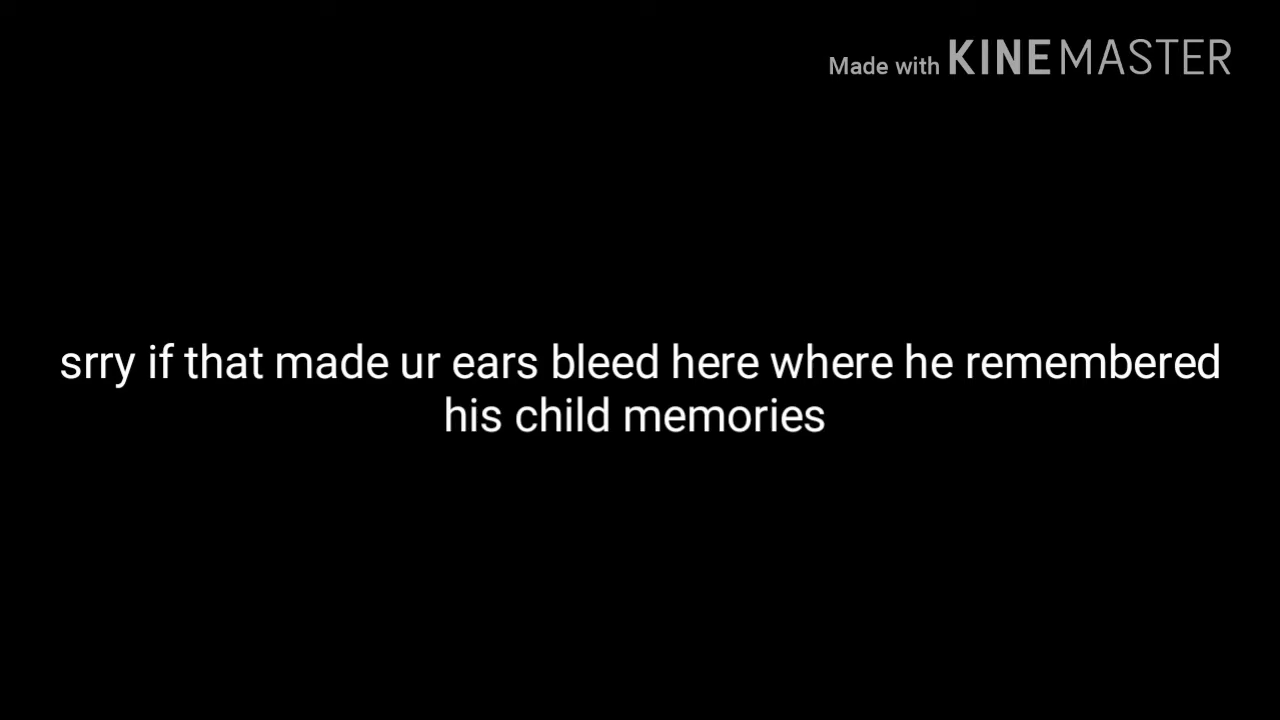 Made with KINEMASTER
srry if that made ur ears bleed here where he remembered
his child memories